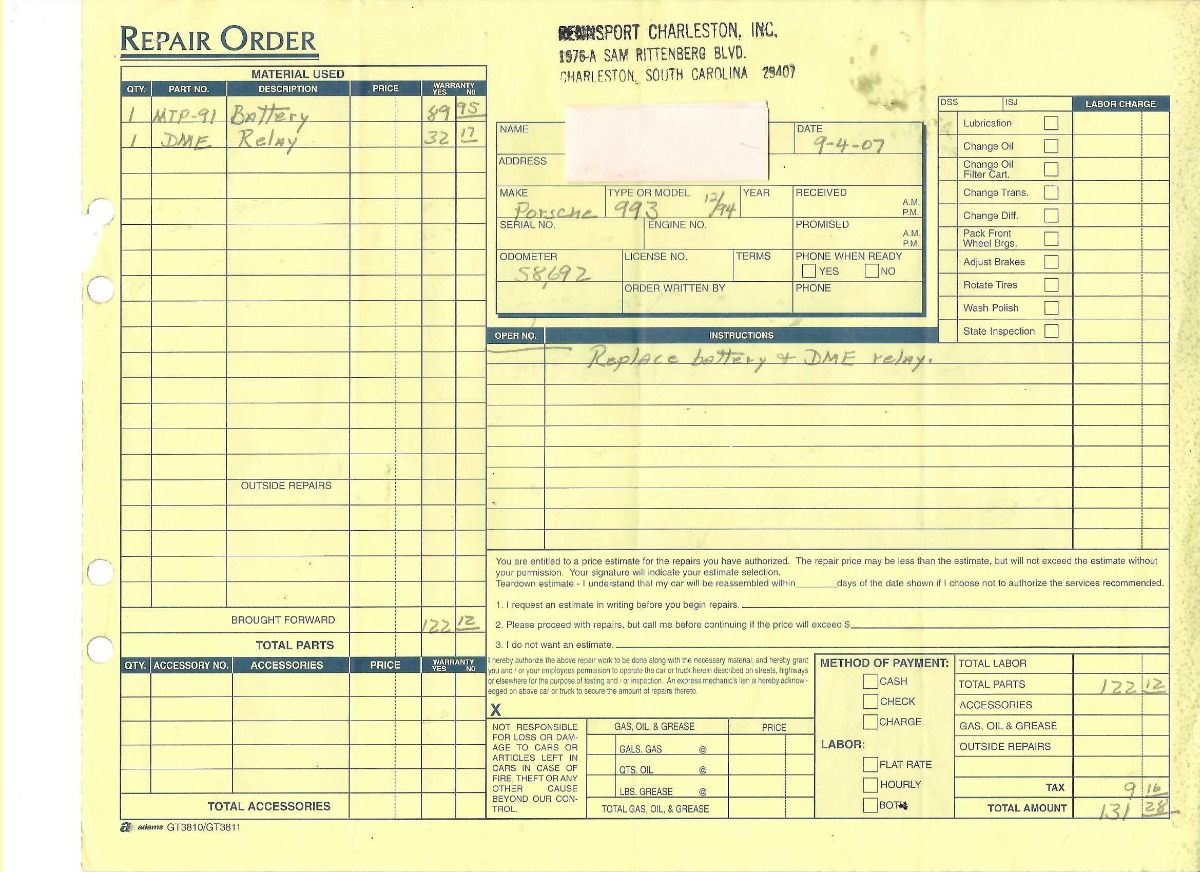 REPAIR ORDER
SPORT CHARLESTON, INC.
1976-A SAM RITTENBERG BLVD.
CHARLESTON, SOUTH CAROLINA 29407
MATERIAL USED
QTY. PART NO. DESCRIPTION PRICE WARRANTY YES NO
1 MTP-91 Battery 89 95
1 DME Relay 32 17
OUTSIDE REPAIRS
BROUGHT FORWARD 122 12
TOTAL PARTS
QTY. ACCESSORY NO. ACCESSORIES PRICE WARRANTY YES NO
TOTAL ACCESSORIES
adams GT3810/GT3811
NAME
DATE
9-4-07
ADDRESS
MAKE TYPE OR MODEL YEAR RECEIVED A.M. P.M.
Porsche 993 12/94
SERIAL NO. ENGINE NO. PROMISED A.M. P.M.
ODOMETER LICENSE NO. TERMS PHONE WHEN READY
58692 YES NO
ORDER WRITTEN BY PHONE
DSS ISJ LABOR CHARGE
Lubrication
Change Oil
Change Oil
Filter Cart.
Change Trans.
Change Diff.
Pack Front
Wheel Brgs.
Adjust Brakes
Rotate Tires
Wash Polish
State Inspection
OPER NO. INSTRUCTIONS
Replace battery & DME relay.
You are entitled to a price estimate for the repairs you have authorized. The repair price may be less than the estimate, but will not exceed the estimate without
your permission. Your signature will indicate your estimate selection.
Teardown estimate - I understand that my car will be reassembled within______days of the date shown if I choose not to authorize the services recommended.
1. I request an estimate in writing before you begin repairs.
2. Please proceed with repairs, but call me before continuing if the price will exceed $
3. I do not want an estimate.
I hereby authorize the above repair work to be done along with the necessary material, and hereby grant
you and / or your employees permission to operate the car or truck herein described on streets, highways
or elsewhere for the purpose of testing and / or inspection. An express mechanic's lien is hereby acknow-
edged on above car or truck to secure the amount of repairs thereto.
X
NOT RESPONSIBLE
FOR LOSS OR DAM-
AGE TO CARS OR
ARTICLES LEFT IN
CARS IN CASE OF
FIRE, THEFT OR ANY
OTHER CAUSE
BEYOND OUR CON-
TROL.
GAS, OIL & GREASE PRICE
GALS. GAS @
QTS. OIL @
LBS. GREASE @
TOTAL GAS, OIL, & GREASE
METHOD OF PAYMENT:
CASH
CHECK
CHARGE
LABOR:
FLAT RATE
HOURLY
BOTH
TOTAL LABOR
TOTAL PARTS 122 12
ACCESSORIES
GAS, OIL & GREASE
OUTSIDE REPAIRS
TAX 9 16
TOTAL AMOUNT 131 28